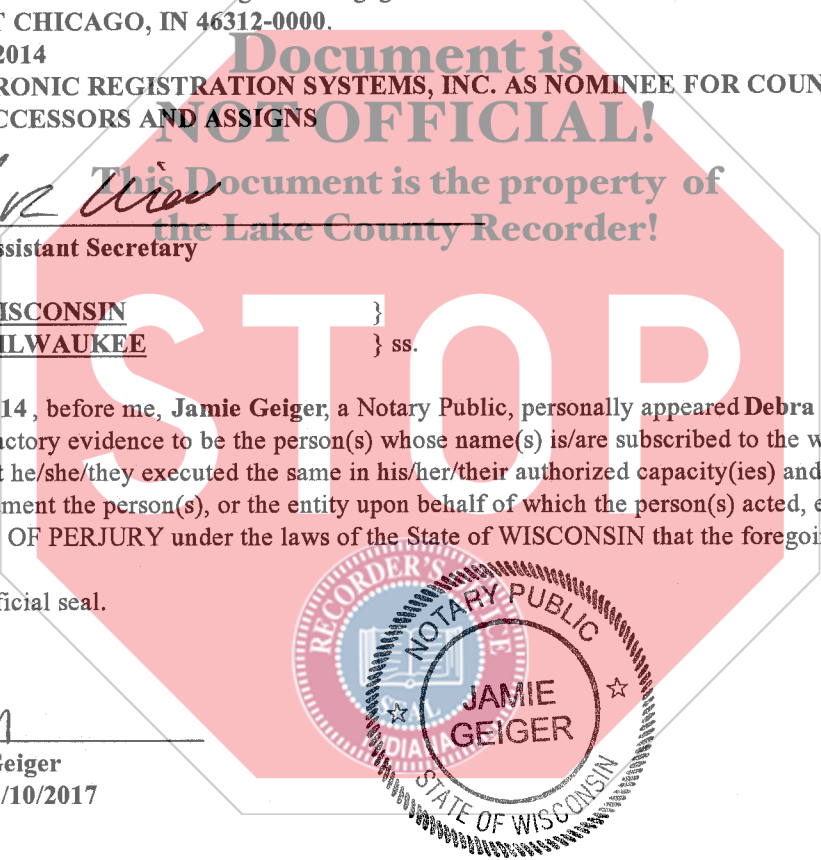 T CHICAGO, IN 46312-0000.
2014
RONIC REGISTRATION SYSTEMS, INC. AS NOMINEE FOR COUN
CCESSORS AND ASSIGNS
Document is
NOT OFFICIAL!
This Document is the property of
the Lake County Recorder!
ssistant Secretary
ISCONSIN }
ILWAUKEE } ss.
STOP
14, before me, Jamie Geiger, a Notary Public, personally appeared Debra
actory evidence to be the person(s) whose name(s) is/are subscribed to the w
t he/she/they executed the same in his/her/their authorized capacity(ies) and
ment the person(s), or the entity upon behalf of which the person(s) acted, e
OF PERJURY under the laws of the State of WISCONSIN that the foregoi
ficial seal.
RECORDER'S OFFICE
SEAL
INDIANA
NOTARY PUBLIC
JAMIE
GEIGER
STATE OF WISCONSIN
Geiger
/10/2017